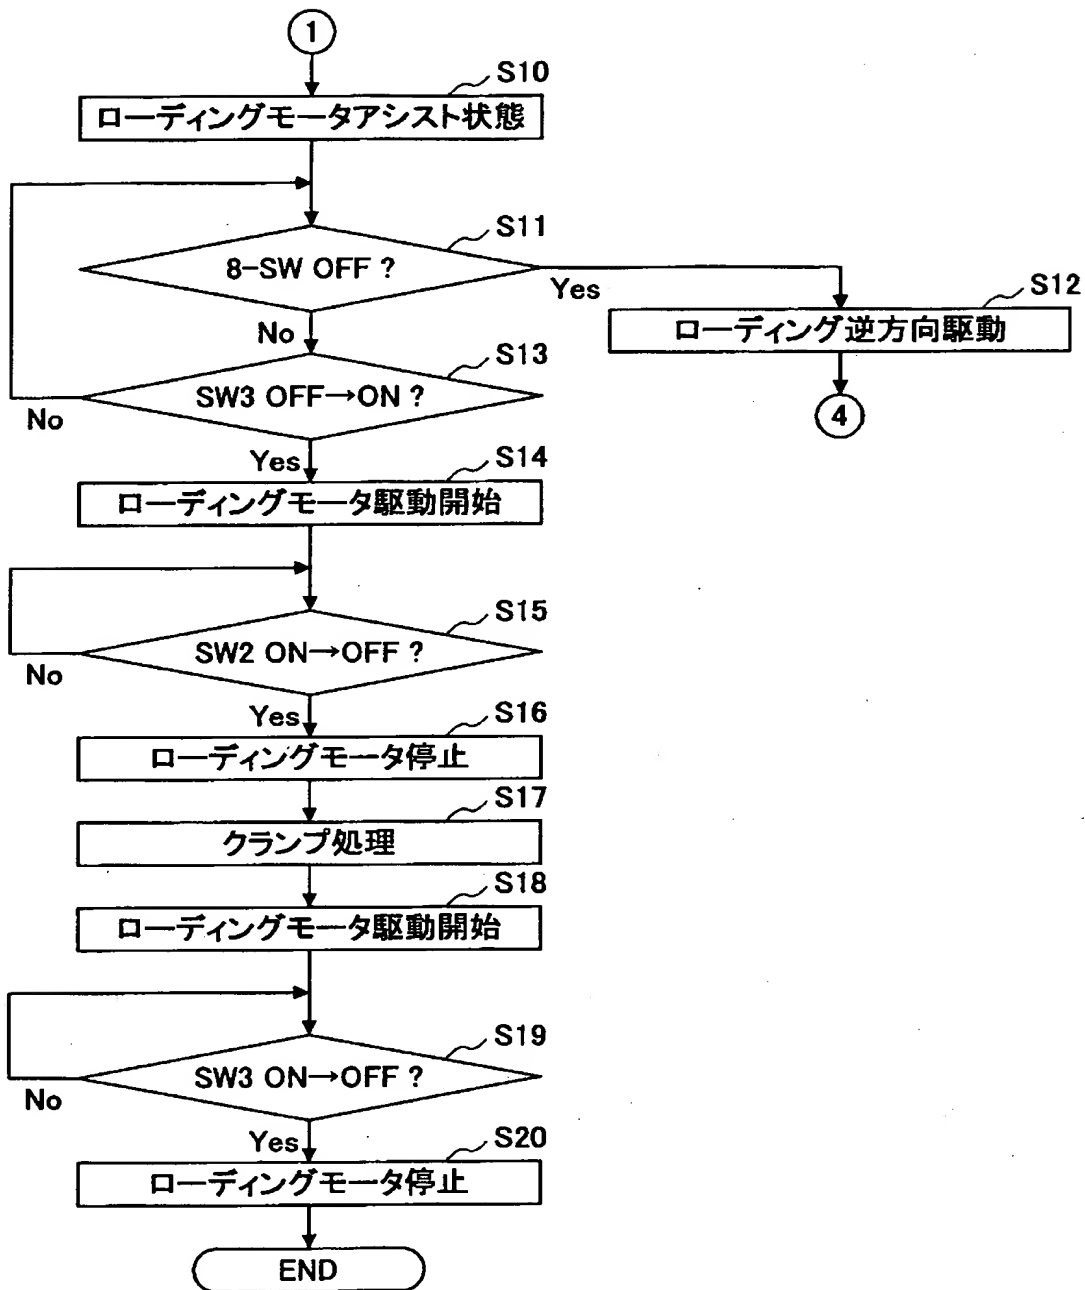 1
S10
ローディングモータアシスト状態
S11
8-SW OFF ?
Yes
S12
ローディング逆方向駆動
4
No
S13
SW3 OFF→ON ?
No
Yes
S14
ローディングモータ駆動開始
S15
SW2 ON→OFF ?
No
Yes
S16
ローディングモータ停止
S17
クランプ処理
S18
ローディングモータ駆動開始
S19
SW3 ON→OFF ?
No
Yes
S20
ローディングモータ停止
END